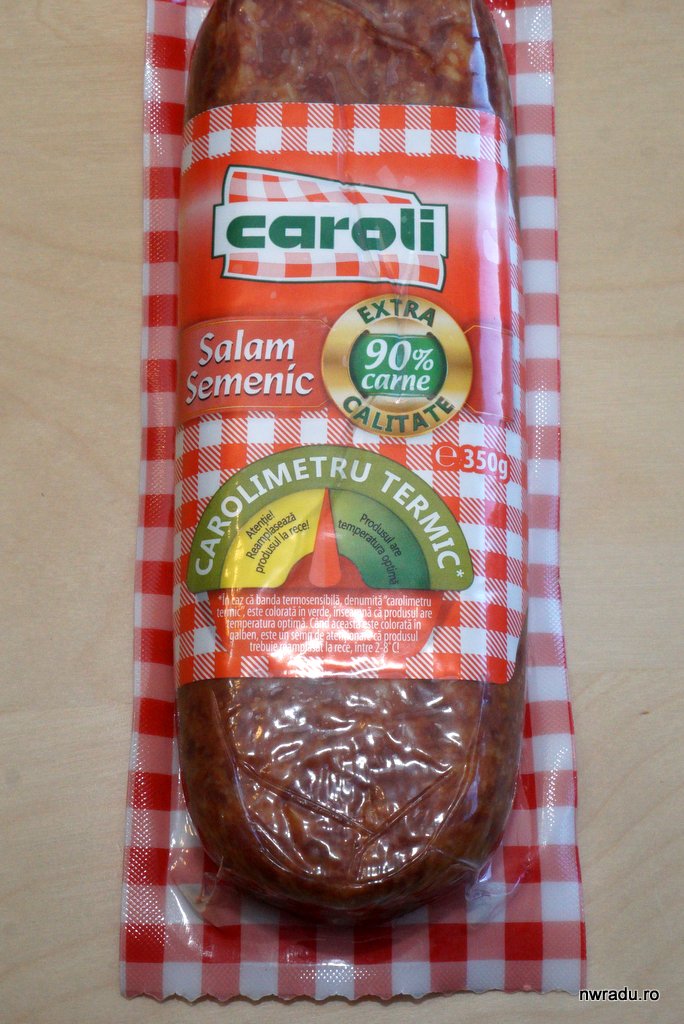 caroli
Salam
Semenic
EXTRA
90%
carne
CALITATE
℮ 350g
CAROLIMETRU TERMIC*
Atenție!
Reamplasează
produsul la rece!
Produsul are
temperatura optimă
*În caz că banda termosensibilă, denumită "carolimetru
termic", este colorată în verde, înseamnă că produsul are
temperatura optimă. Când aceasta este colorată în
galben, este un semn de atenționare că produsul
trebuie reamplasat la rece, între 2-8°C!
nwradu.ro